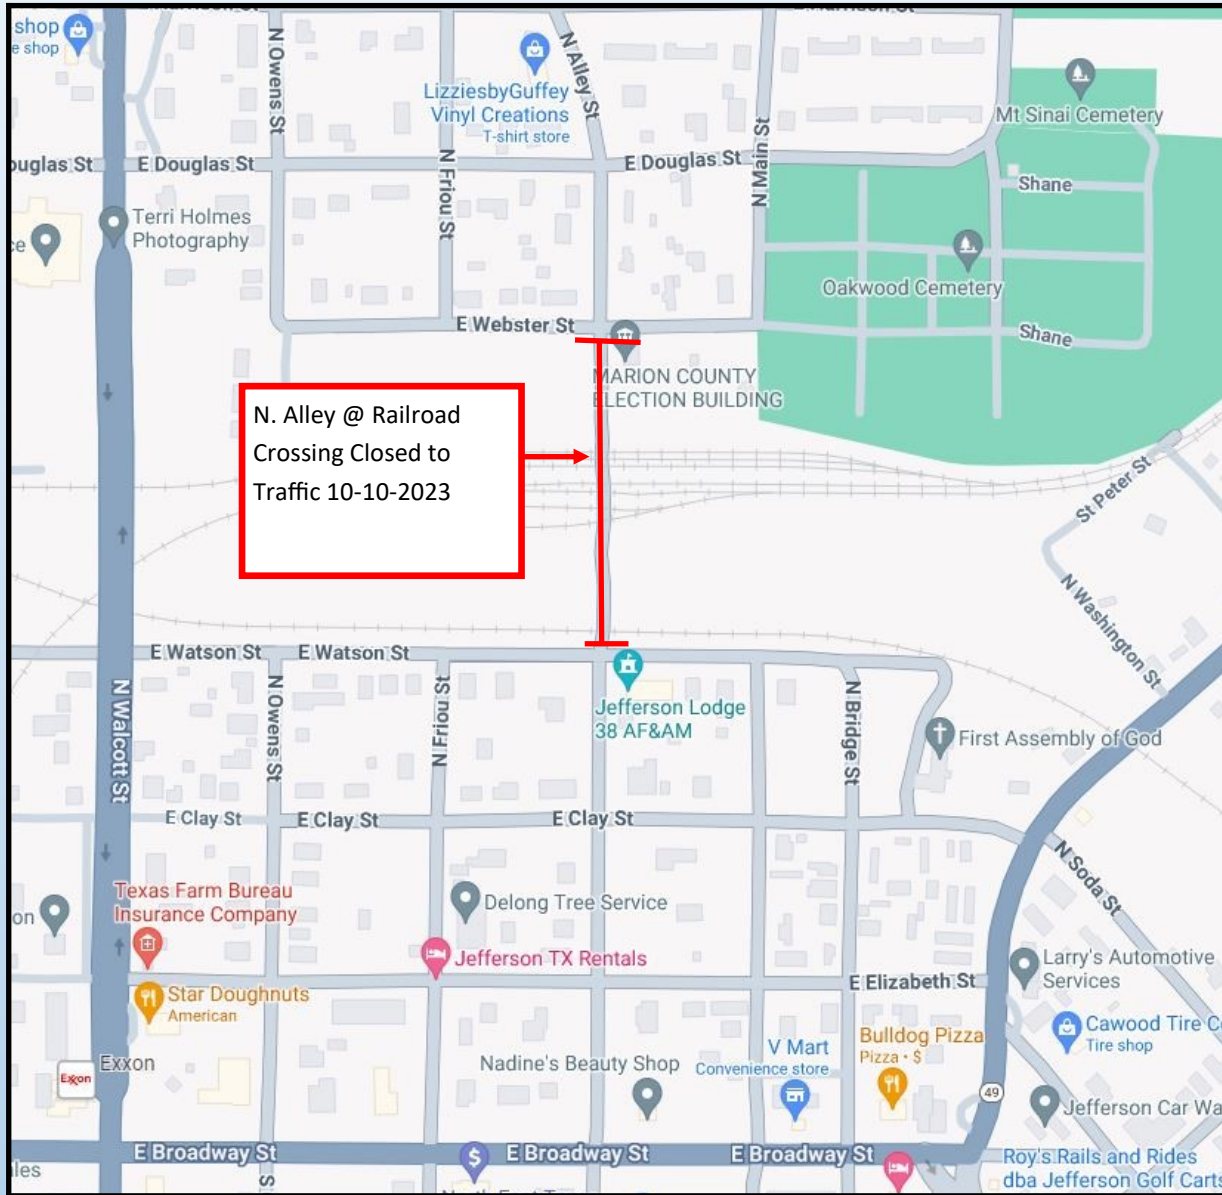 shop
e shop
N Owens St
N Alley St
LizziesbyGuffey
Vinyl Creations
T-shirt store
Mt Sinai Cemetery
ouglas St
E Douglas St
N Friou St
E Douglas St
N Main St
Shane
Terri Holmes
Photography
ce
Oakwood Cemetery
E Webster St
Shane
MARION COUNTY
ELECTION BUILDING
N. Alley @ Railroad
Crossing Closed to
Traffic 10-10-2023
St Peter St
N Washington St
E Watson St
E Watson St
N Walcott St
N Owens St
N Friou St
Jefferson Lodge
38 AF&AM
N Bridge St
First Assembly of God
E Clay St
E Clay St
E Clay St
N Soda St
Texas Farm Bureau
Insurance Company
on
Delong Tree Service
Jefferson TX Rentals
Larry's Automotive
Services
E Elizabeth St
Star Doughnuts
American
Cawood Tire C
Tire shop
Bulldog Pizza
Pizza • $
V Mart
Convenience store
Nadine's Beauty Shop
Exxon
Exxon
49
Jefferson Car Wa
E Broadway St
E Broadway St
E Broadway St
$
Roy's Rails and Rides
dba Jefferson Golf Carts
les
S